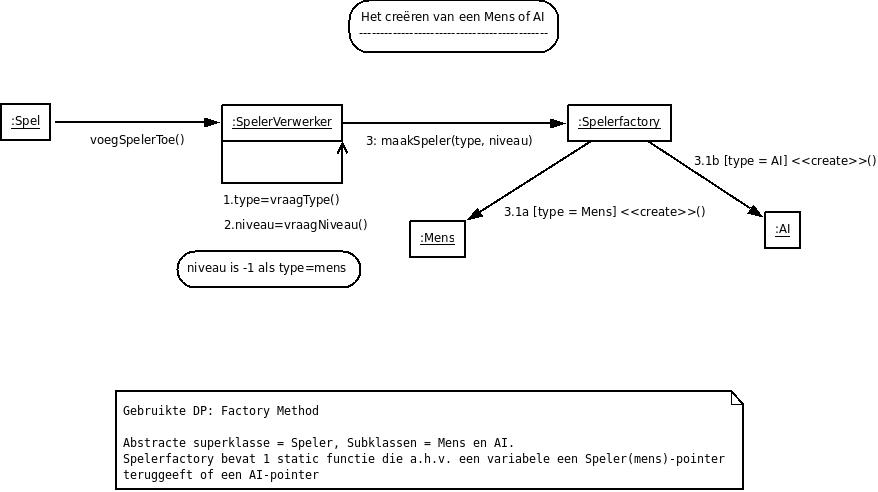 Het creëren van een Mens of AI
---------------------------------------------
:Spel
voegSpelerToe()
:SpelerVerwerker
3: maakSpeler(type, niveau)
:Spelerfactory
3.1b [type = AI] <<create>>()
1.type=vraagType()
2.niveau=vraagNiveau()
3.1a [type = Mens] <<create>>()
:Mens
:AI
niveau is -1 als type=mens
Gebruikte DP: Factory Method
Abstracte superklasse = Speler, Subklassen = Mens en AI.
Spelerfactory bevat 1 static functie die a.h.v. een variabele een Speler(mens)-pointer
teruggeeft of een AI-pointer